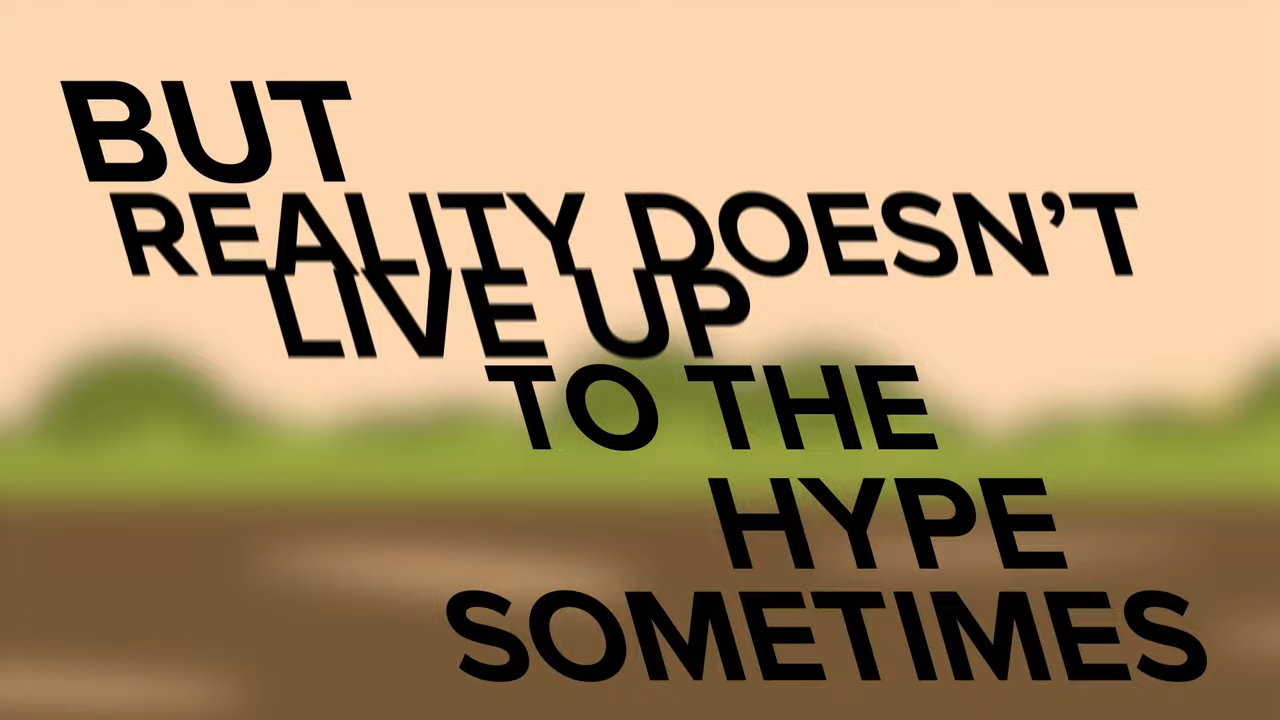 BUT
REALITY DOESN’T
LIVE UP
TO THE
HYPE
SOMETIMES